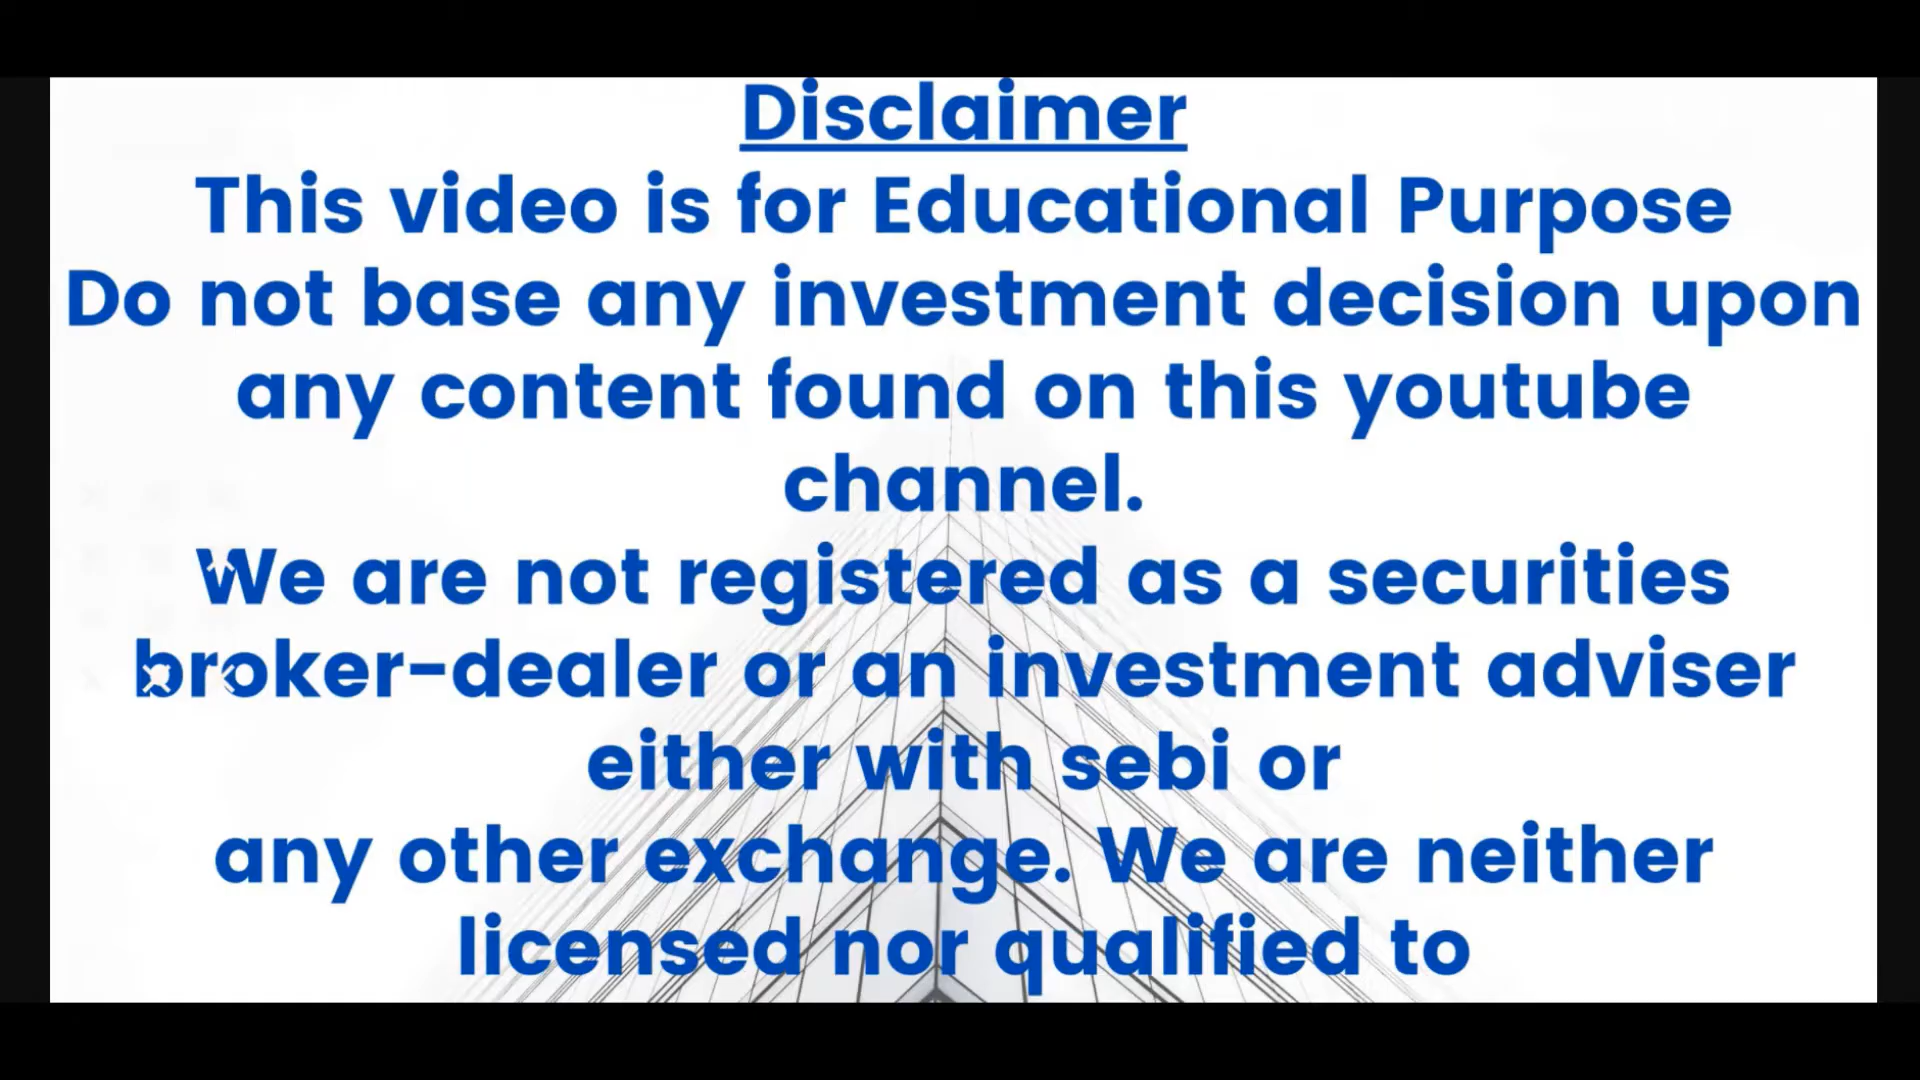 Disclaimer
This video is for Educational Purpose
Do not base any investment decision upon
any content found on this youtube
channel.
We are not registered as a securities
broker-dealer or an investment adviser
either with sebi or
any other exchange. We are neither
licensed nor qualified to